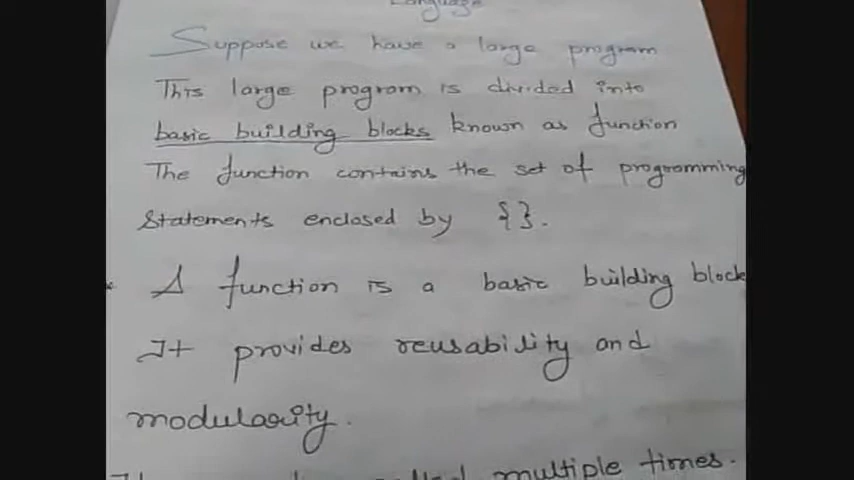 Language
Suppose we have a large program
This large program is divided into
basic building blocks known as function
The function contains the set of programming
statements enclosed by {}.
* A function is a basic building block
It provides reusability and
modularity.
called multiple times.